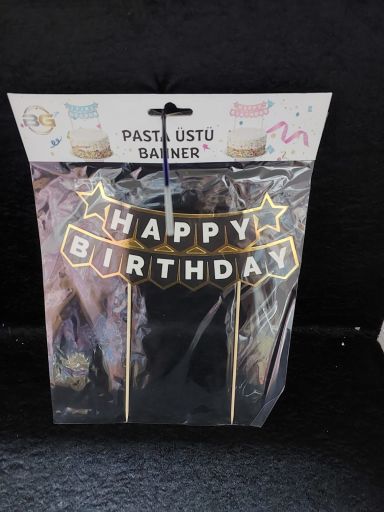 BG
PASTA ÜSTÜ
BANNER
HAPPY
BIRTHDAY